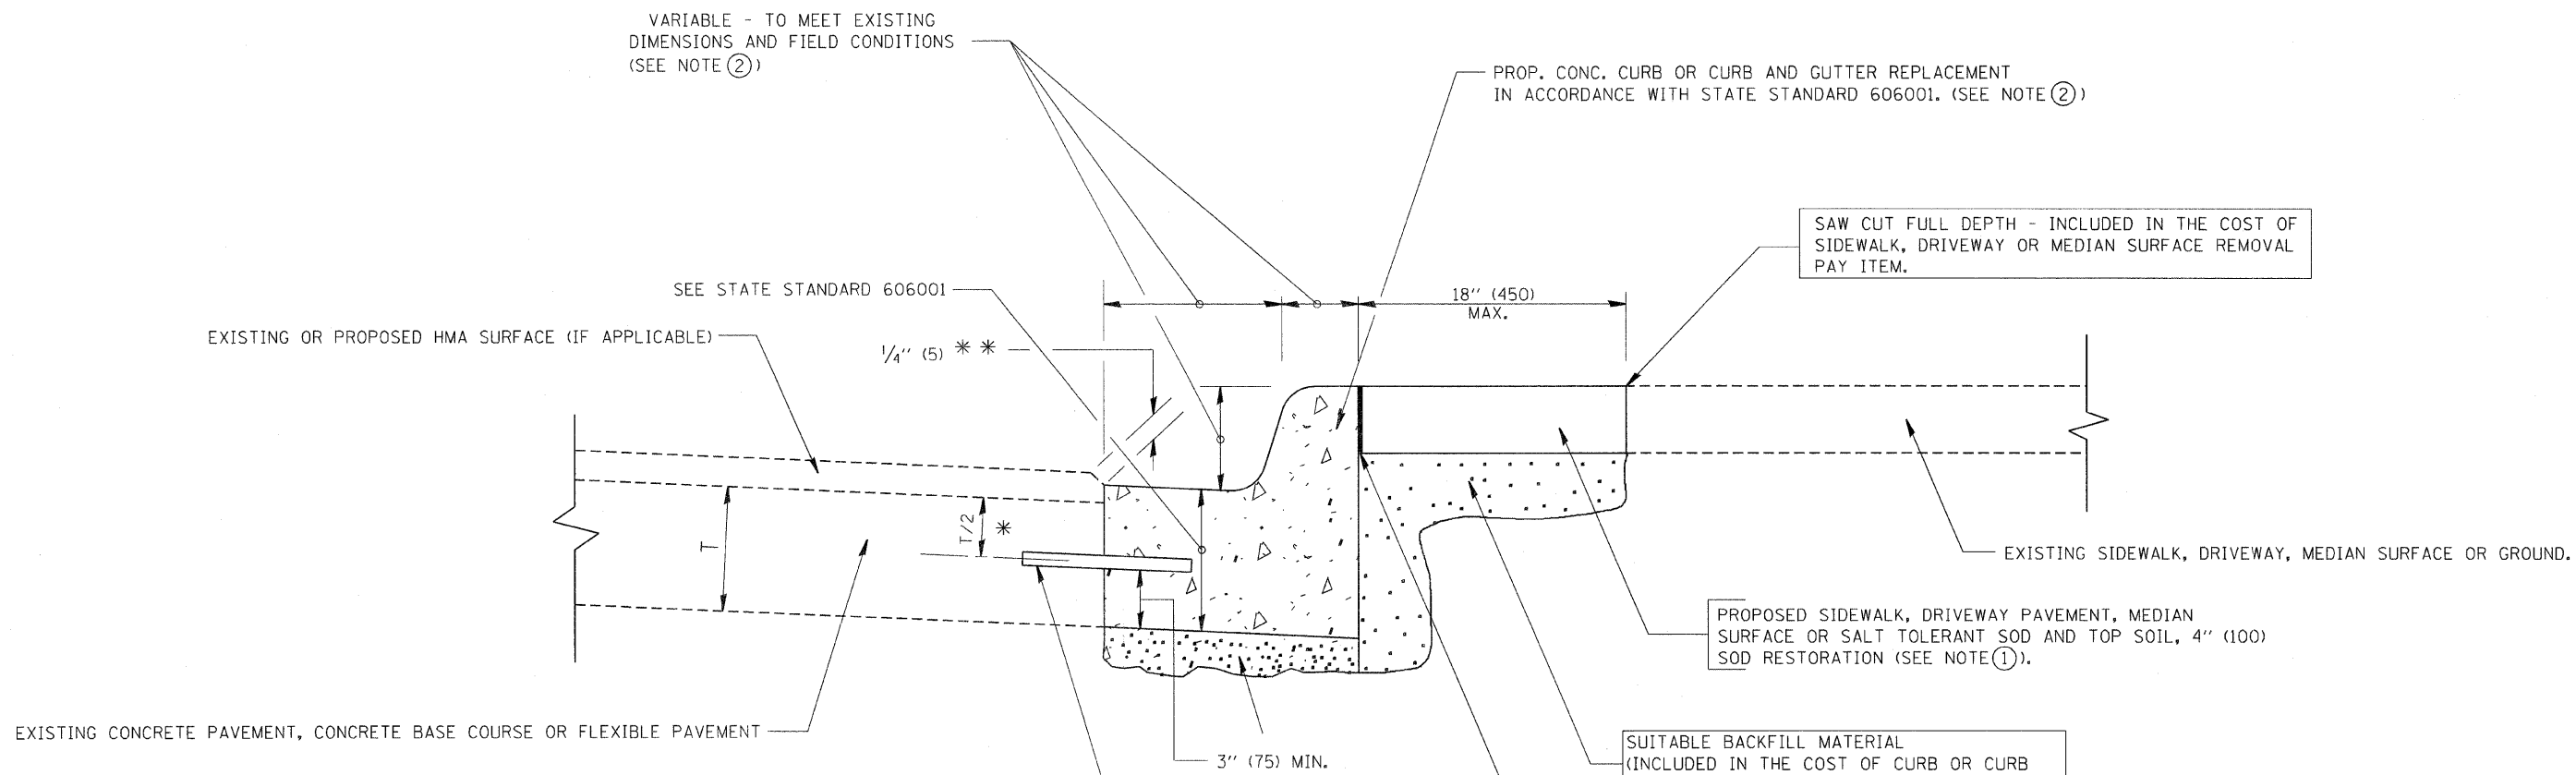 VARIABLE - TO MEET EXISTING
DIMENSIONS AND FIELD CONDITIONS
(SEE NOTE ②)
PROP. CONC. CURB OR CURB AND GUTTER REPLACEMENT
IN ACCORDANCE WITH STATE STANDARD 606001. (SEE NOTE ②)
SAW CUT FULL DEPTH - INCLUDED IN THE COST OF
SIDEWALK, DRIVEWAY OR MEDIAN SURFACE REMOVAL
PAY ITEM.
SEE STATE STANDARD 606001
18'' (450)
MAX.
EXISTING OR PROPOSED HMA SURFACE (IF APPLICABLE)
1/4'' (5) * *
T
T/2 *
EXISTING SIDEWALK, DRIVEWAY, MEDIAN SURFACE OR GROUND.
PROPOSED SIDEWALK, DRIVEWAY PAVEMENT, MEDIAN
SURFACE OR SALT TOLERANT SOD AND TOP SOIL, 4'' (100)
SOD RESTORATION (SEE NOTE ①).
EXISTING CONCRETE PAVEMENT, CONCRETE BASE COURSE OR FLEXIBLE PAVEMENT
3'' (75) MIN.
SUITABLE BACKFILL MATERIAL
(INCLUDED IN THE COST OF CURB OR CURB